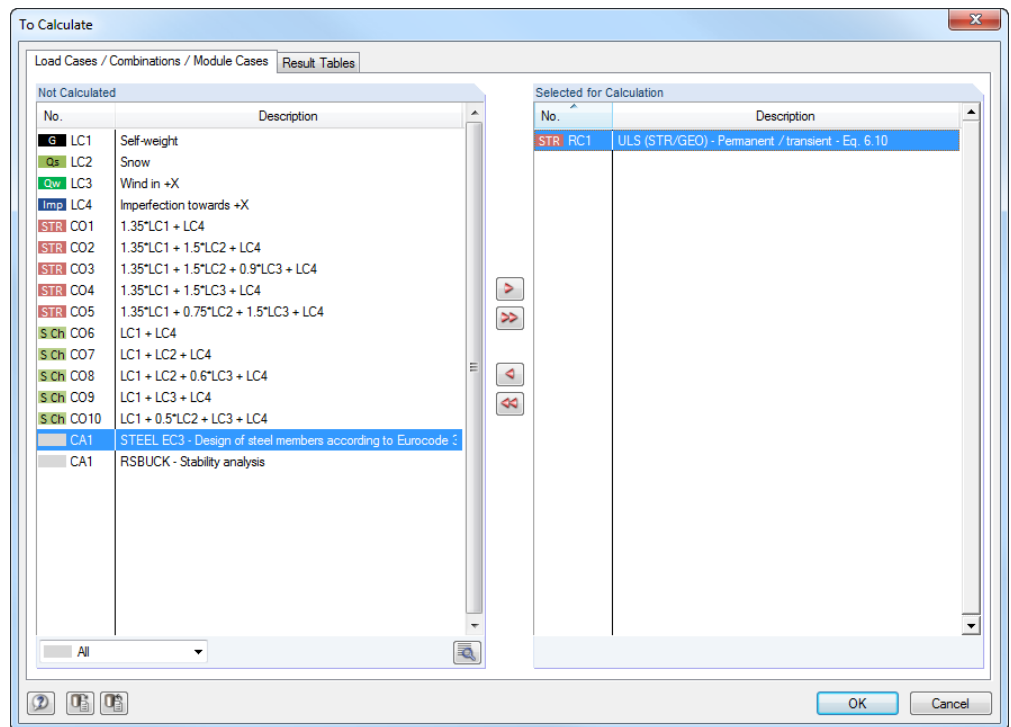 To Calculate
Load Cases / Combinations / Module Cases Result Tables
Not Calculated
No. Description
G LC1 Self-weight
Qs LC2 Snow
Qw LC3 Wind in +X
Imp LC4 Imperfection towards +X
STR CO1 1.35*LC1 + LC4
STR CO2 1.35*LC1 + 1.5*LC2 + LC4
STR CO3 1.35*LC1 + 1.5*LC2 + 0.9*LC3 + LC4
STR CO4 1.35*LC1 + 1.5*LC3 + LC4
STR CO5 1.35*LC1 + 0.75*LC2 + 1.5*LC3 + LC4
S Ch CO6 LC1 + LC4
S Ch CO7 LC1 + LC2 + LC4
S Ch CO8 LC1 + LC2 + 0.6*LC3 + LC4
S Ch CO9 LC1 + LC3 + LC4
S Ch CO10 LC1 + 0.5*LC2 + LC3 + LC4
CA1 STEEL EC3 - Design of steel members according to Eurocode 3
CA1 RSBUCK - Stability analysis
All
> 
>>
<
<<
Selected for Calculation
No. Description
STR RC1 ULS (STR/GEO) - Permanent / transient - Eq. 6.10
OK Cancel